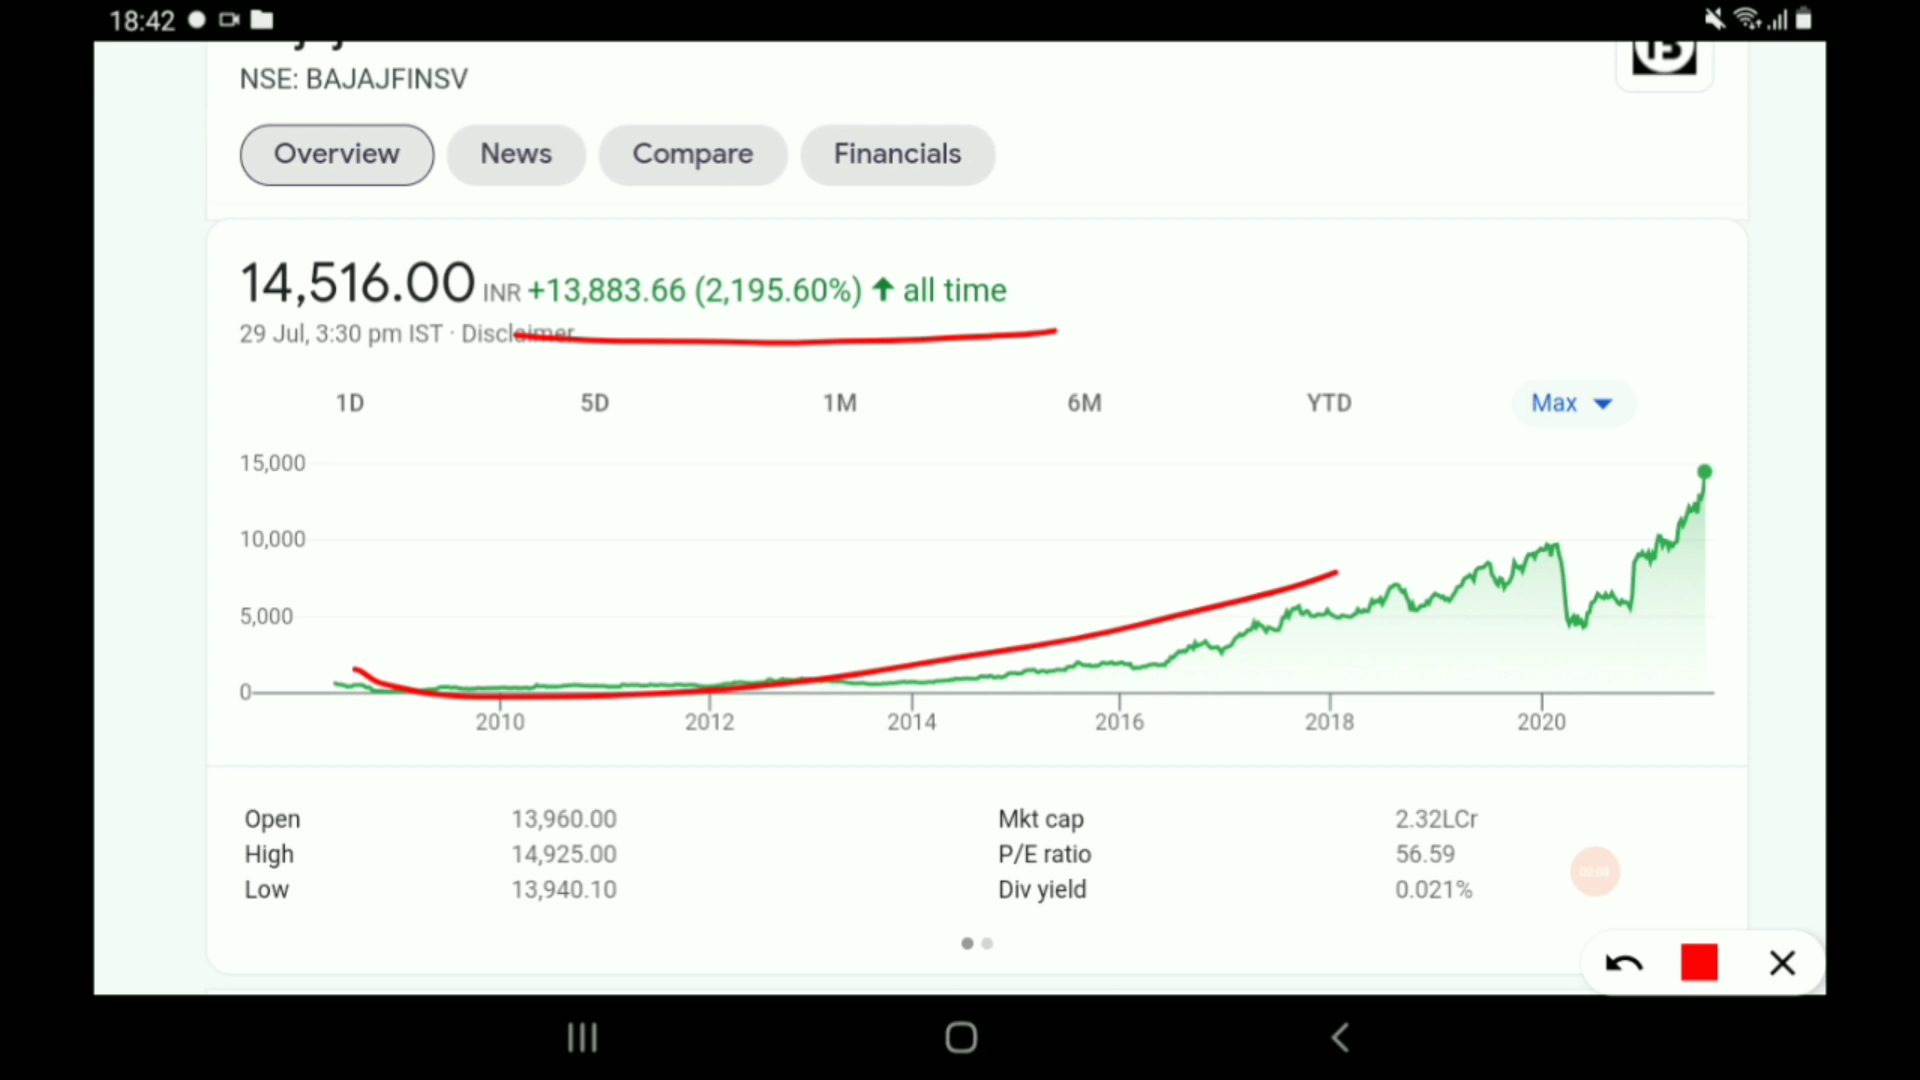 18:42
NSE: BAJAJFINSV
Overview News Compare Financials
14,516.00 INR +13,883.66 (2,195.60%) ↑ all time
29 Jul, 3:30 pm IST · Disclaimer
1D 5D 1M 6M YTD Max
15,000
10,000
5,000
0
2010 2012 2014 2016 2018 2020
Open 13,960.00 Mkt cap 2.32LCr
High 14,925.00 P/E ratio 56.59
Low 13,940.10 Div yield 0.021%